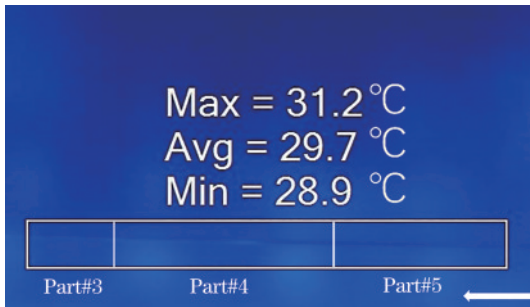 Max = 31.2 °C
Avg = 29.7 °C
Min = 28.9 °C
Part#3 Part#4 Part#5